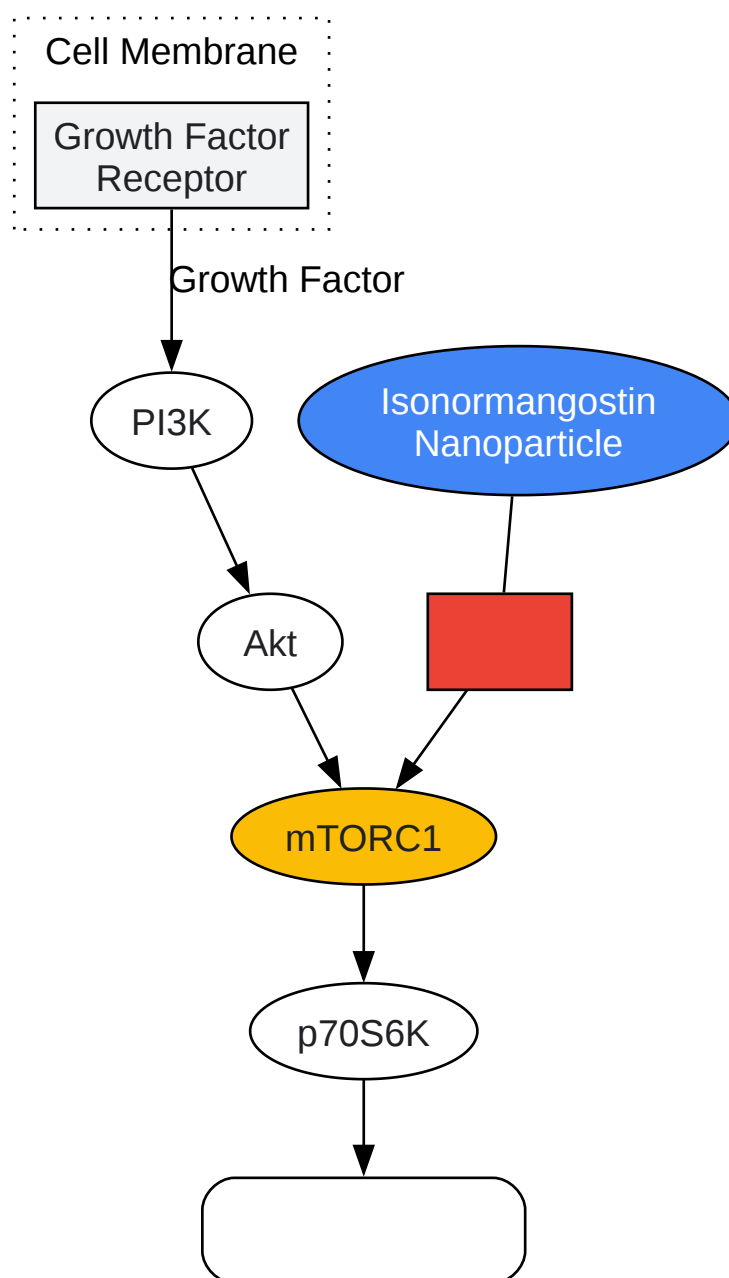 Cell Membrane
Growth Factor
Receptor
Growth Factor
PI3K
Isonormangostin
Nanoparticle
Akt
mTORC1
p70S6K